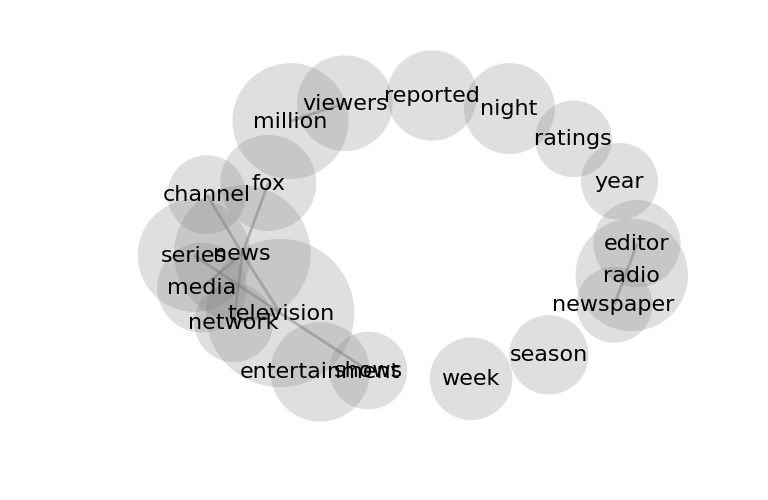 reported
viewers
night
million
ratings
year
fox
channel
editor
news
series
radio
media
newspaper
television
network
season
shows
entertainment
week